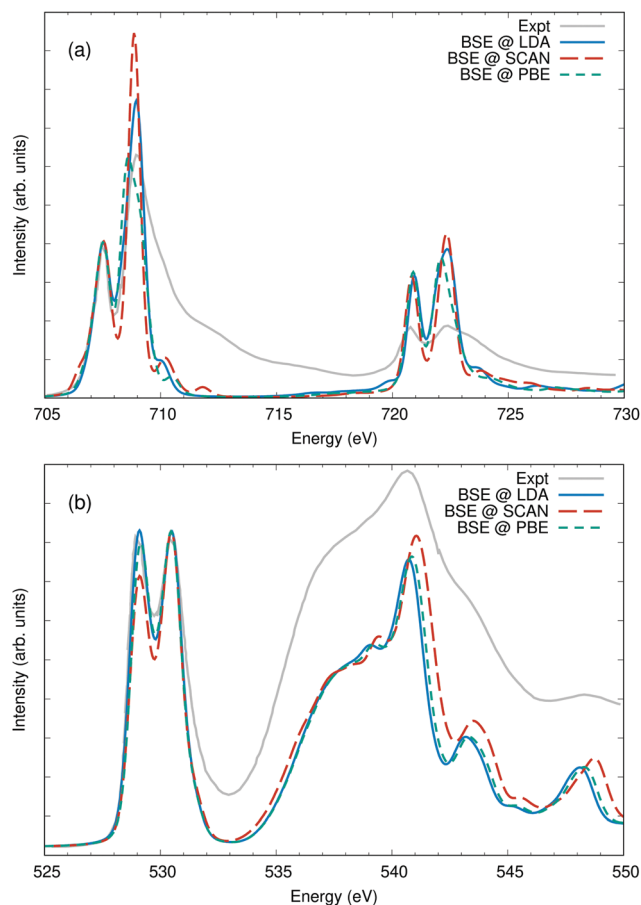 (a)
Expt
BSE @ LDA
BSE @ SCAN
BSE @ PBE
Intensity (arb. units)
705 710 715 720 725 730
Energy (eV)
(b)
Expt
BSE @ LDA
BSE @ SCAN
BSE @ PBE
Intensity (arb. units)
525 530 535 540 545 550
Energy (eV)